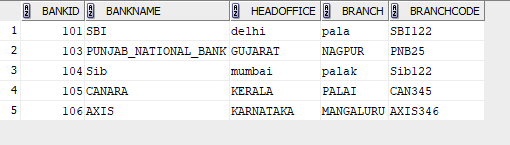 BANKID BANKNAME HEADOFFICE BRANCH BRANCHCODE
1 101 SBI delhi pala SBI122
2 103 PUNJAB_NATIONAL_BANK GUJARAT NAGPUR PNB25
3 104 Sib mumbai palak Sib122
4 105 CANARA KERALA PALAI CAN345
5 106 AXIS KARNATAKA MANGALURU AXIS346